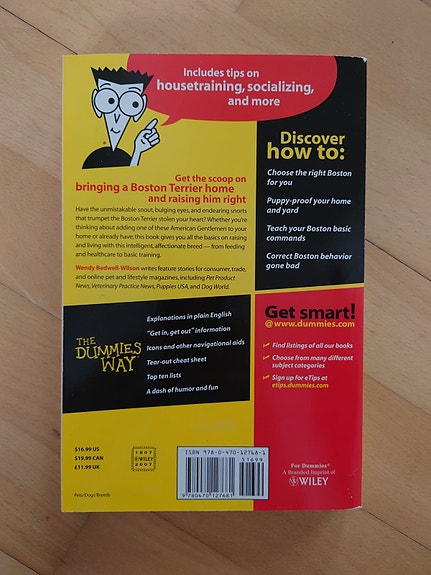 Includes tips on
housetraining, socializing,
and more
Get the scoop on
bringing a Boston Terrier home
and raising him right
Have the unmistakable snout, bulging eyes, and endearing snorts
that trumpet the Boston Terrier stolen your heart? Whether you're
thinking about adding one of these American Gentlemen to your
home or already have, this book gives you all the basics on raising
and living with this intelligent, affectionate breed — from feeding
and healthcare to basic training.
Wendy Bedwell-Wilson writes feature stories for consumer, trade, and
online pet and lifestyle magazines, including Pet Product
News, Veterinary Practice News, Puppies USA, and Dog World.
Discover
how to:
Choose the right Boston
for you
Puppy-proof your home
and yard
Teach your Boston basic
commands
Correct Boston behavior
gone bad
THE
DUMMIES
WAY
Explanations in plain English
"Get in, get out" information
Icons and other navigational aids
Tear-out cheat sheet
Top ten lists
A dash of humor and fun
Get smart!
@www.dummies.com
Find listings of all our books
Choose from many different
subject categories
Sign up for eTips at
etips.dummies.com
$16.99 US
$19.99 CAN
£11.99 UK
1807
WILEY
2007
ISBN 978-0-470-12768-1
51699
9 780470 127681
For Dummies®
A Branded Imprint of
WILEY
Pets/Dogs/Breeds